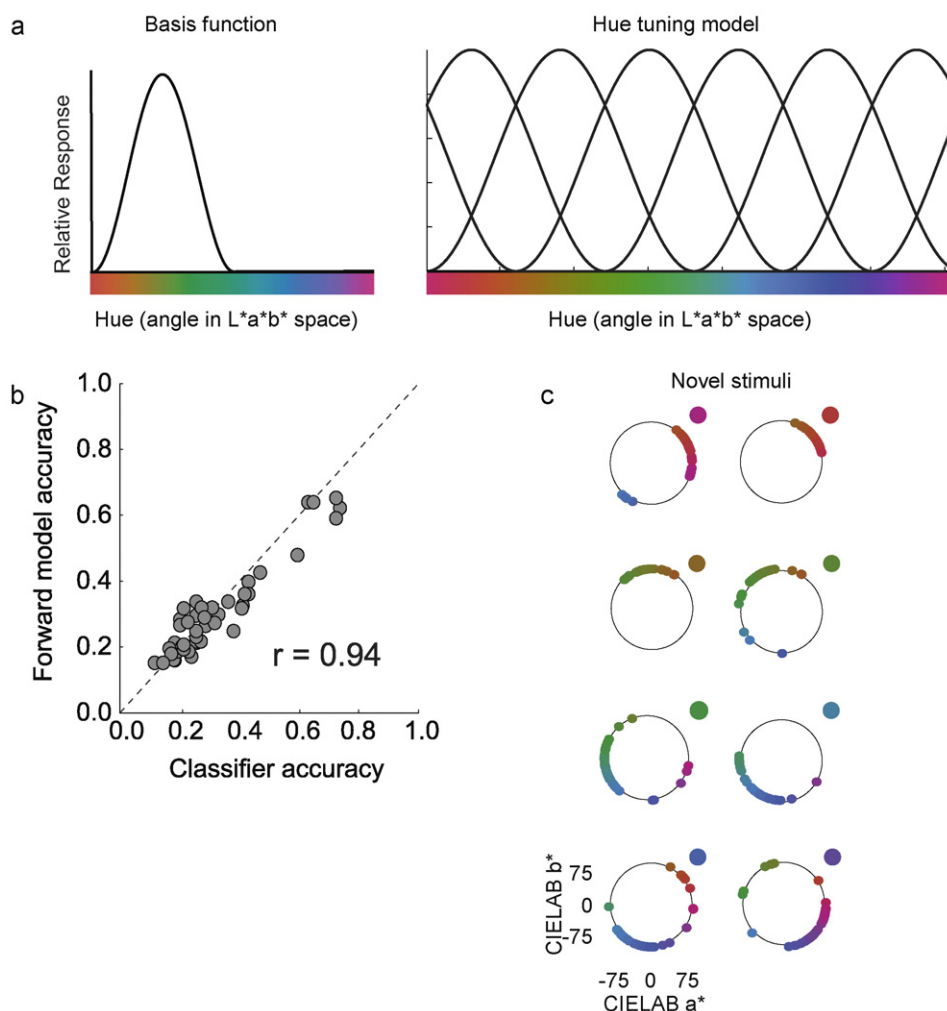 a
Basis function
Hue tuning model
Relative Response
Hue (angle in L*a*b* space)
Hue (angle in L*a*b* space)
b
1.0
0.8
0.6
0.4
0.2
0.0
0.0 0.2 0.4 0.6 0.8 1.0
Forward model accuracy
r = 0.94
Classifier accuracy
c
Novel stimuli
CIELAB b*
75
0
-75
-75 0 75
CIELAB a*